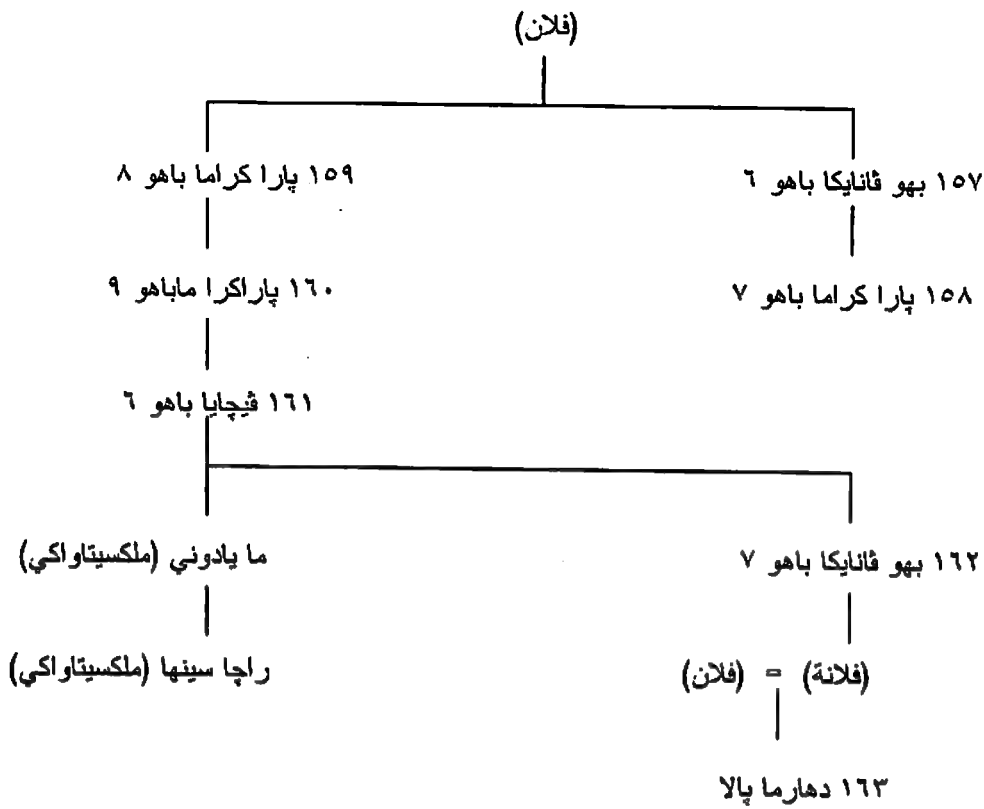 (فلان)
١٥٧ بهو ڤانايكا باهو ٦
١٥٩ پارا كراما باهو ٨
١٥٨ پارا كراما باهو ٧
١٦٠ پاراكرا ماباهو ٩
١٦١ ڤيچايا باهو ٦
١٦٢ بهو ڤانايكا باهو ٧
ما يادوني (ملكسيتاواكي)
(فلانة) = (فلان)
راچا سينها (ملكسيتاواكي)
١٦٣ دهارما پالا